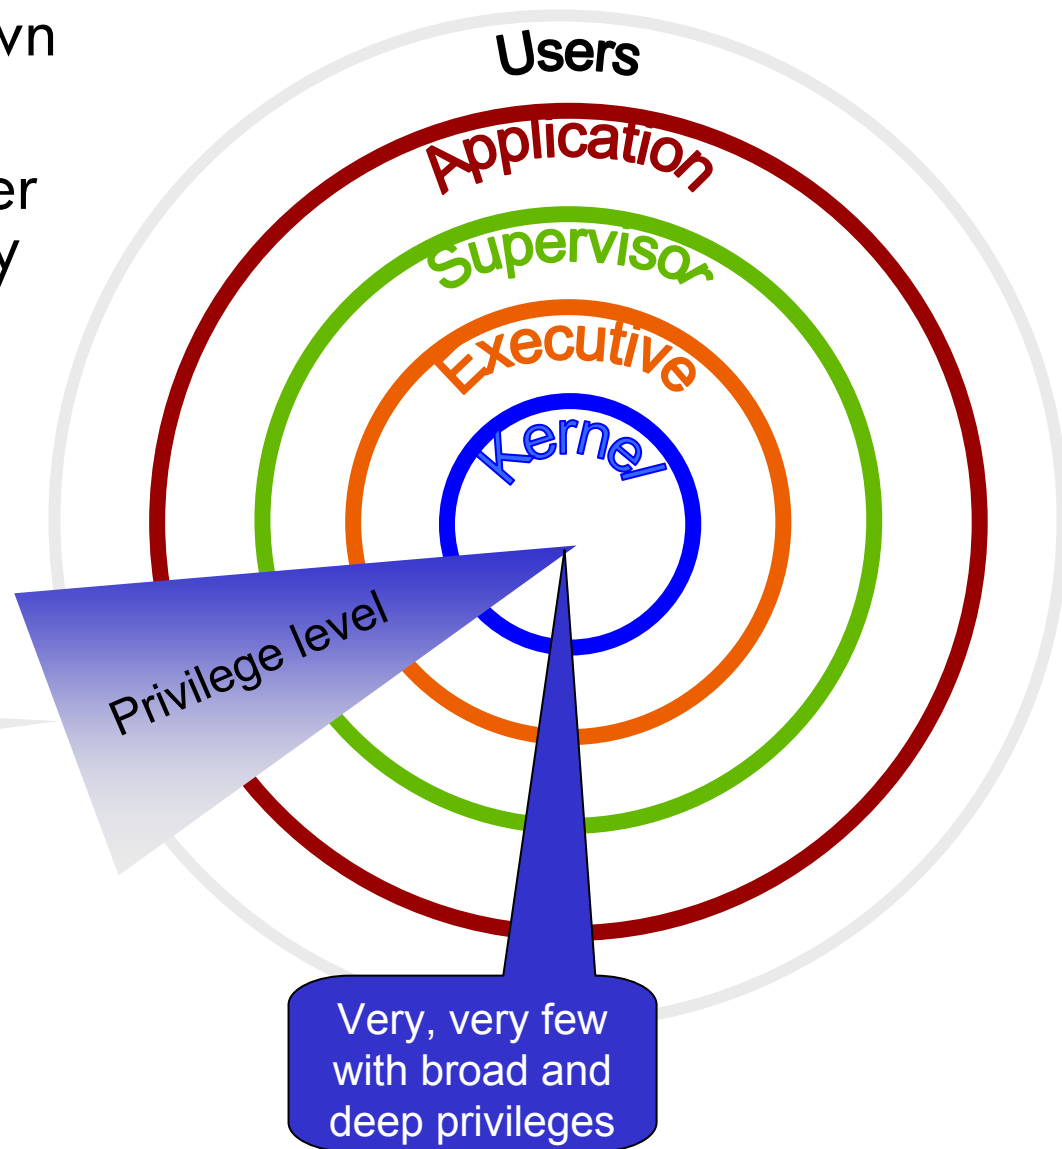 Users
Application
Supervisor
Executive
Kernel
Privilege level
Very, very few
with broad and
deep privileges